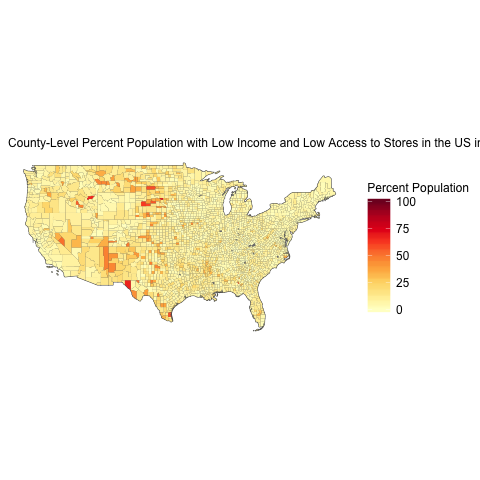 County-Level Percent Population with Low Income and Low Access to Stores in the US
Percent Population
100
75
50
25
0